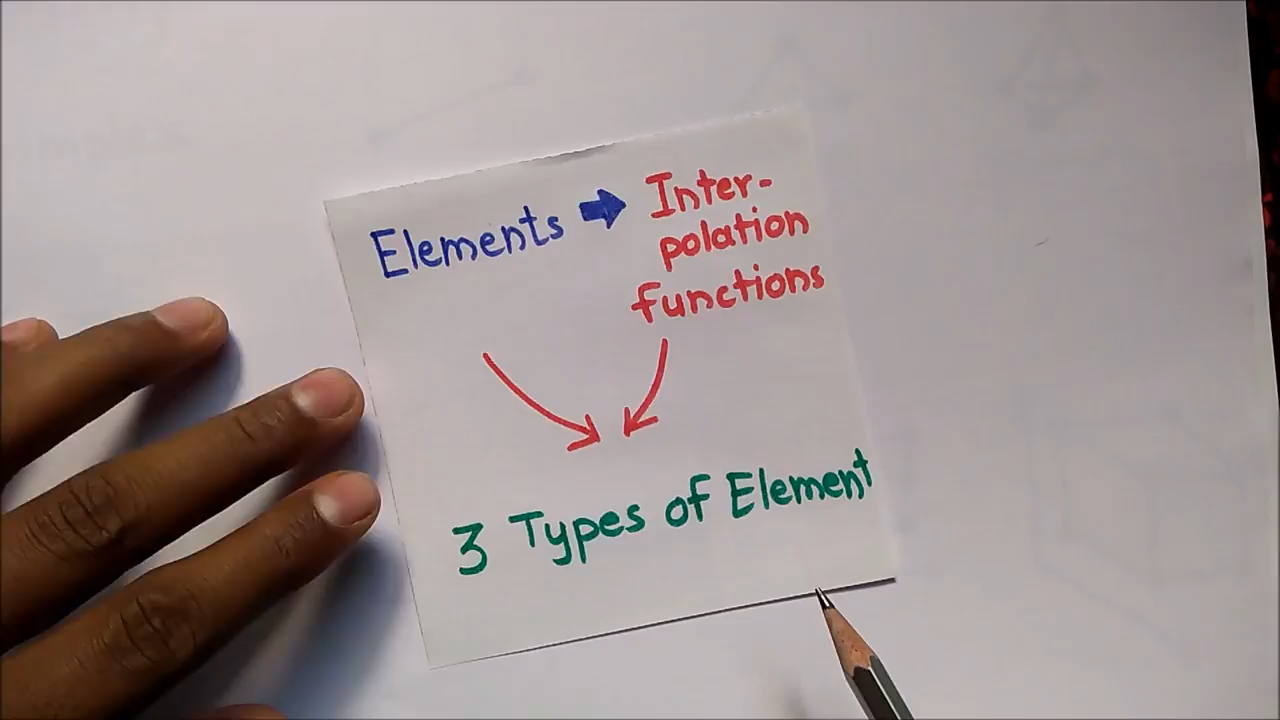 Elements → Inter-
polation
functions
3 Types of Element